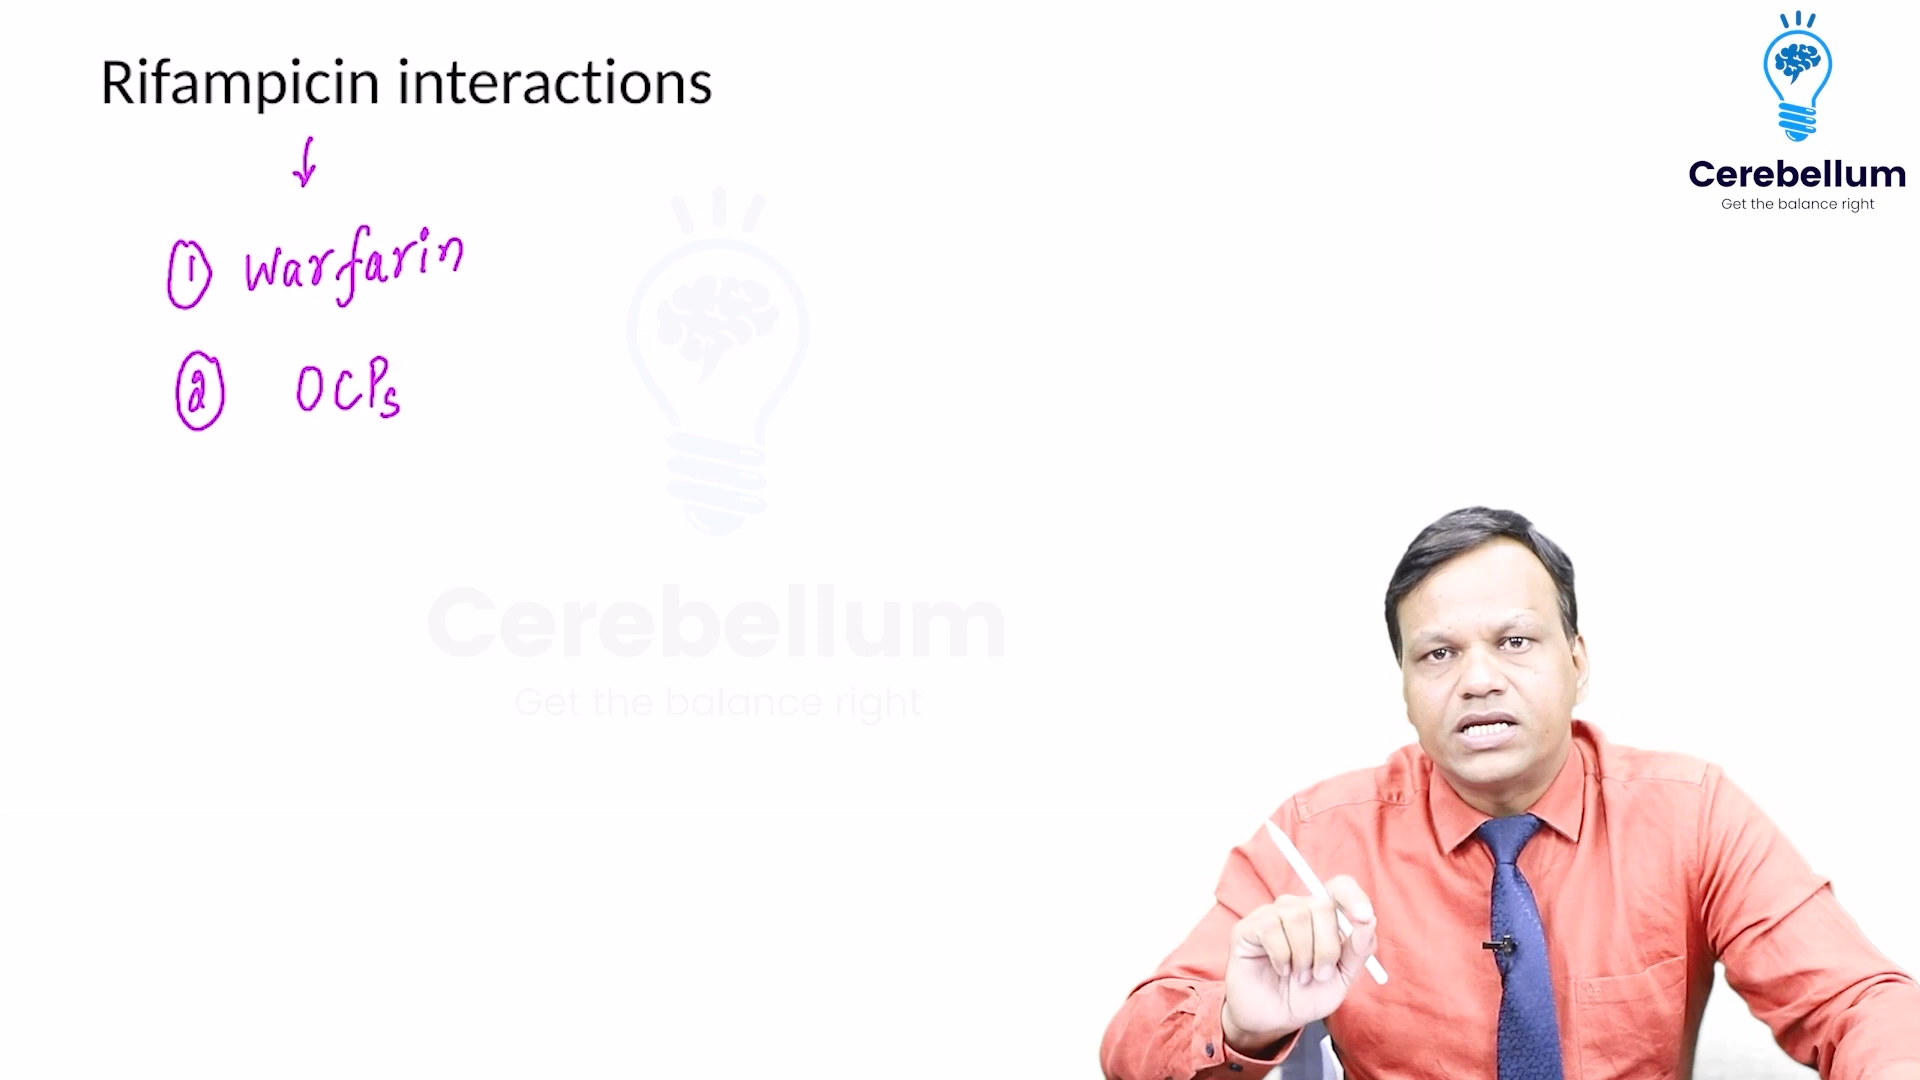 Rifampicin interactions
Cerebellum
Get the balance right
① Warfarin
② OCPs
Cerebellum
Get the balance right